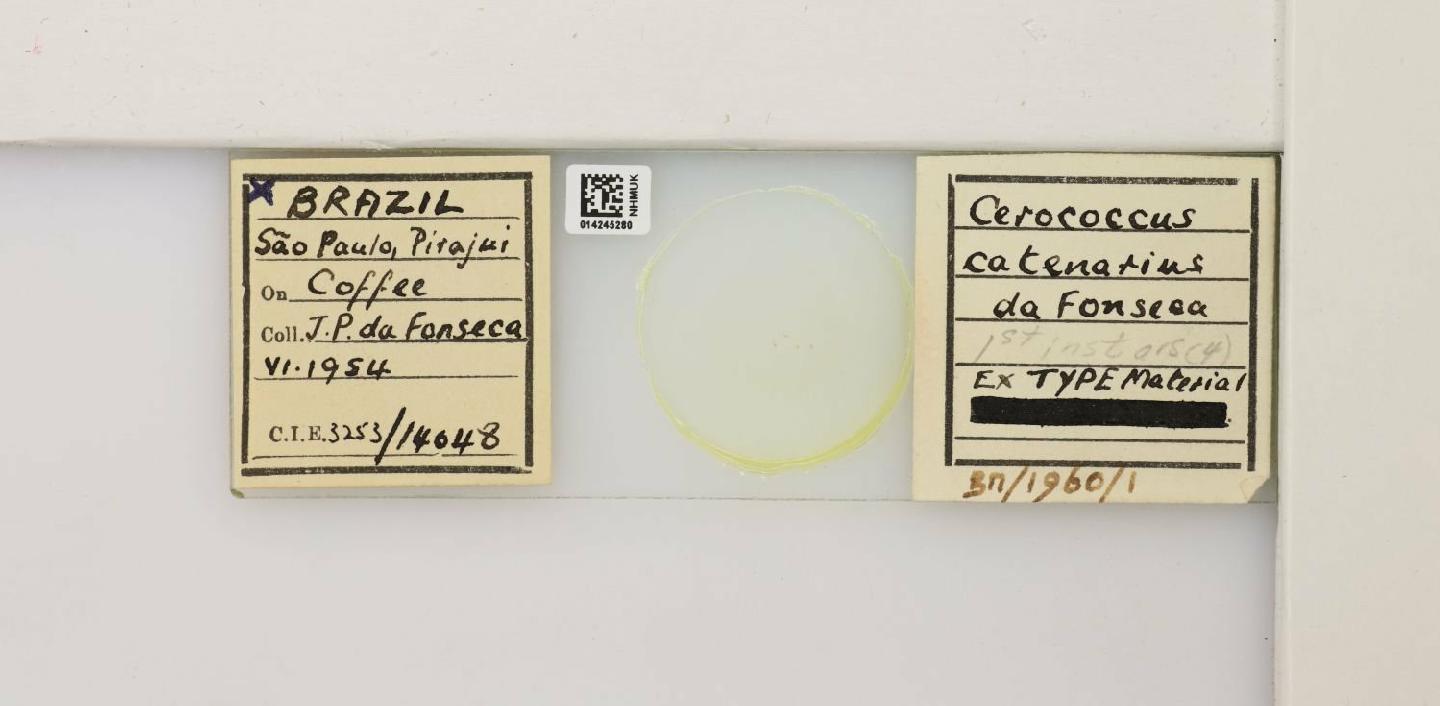 BRAZIL
São Paulo, Pirajui
On Coffee
Coll. J.P. da Fonseca
VI.1954
C.I.E. 3253/14048
NHMUK
014245280
Cerococcus
catenarius
da Fonseca
1st instars (4)
Ex TYPE Material
BM/1960/1